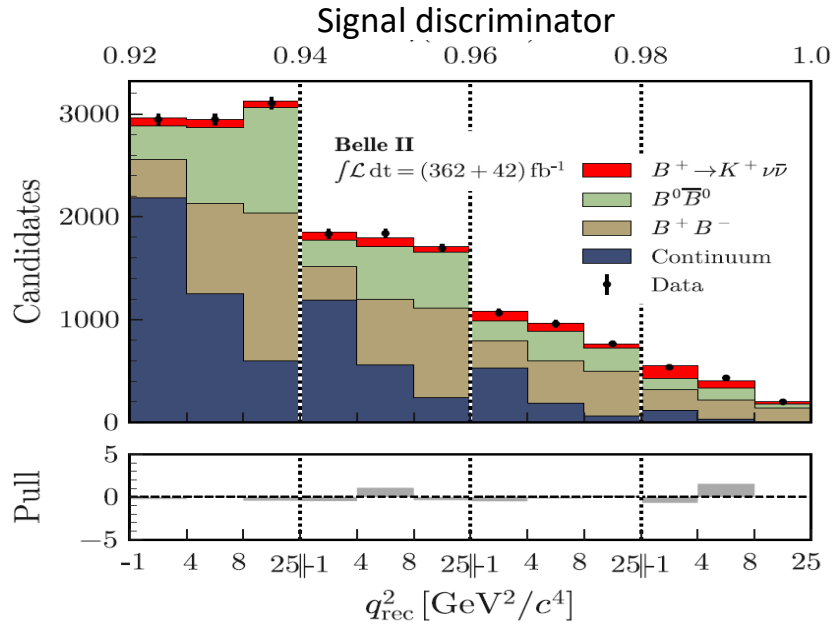 Signal discriminator
0.92 0.94 0.96 0.98 1.0
3000
2000
1000
0
Candidates
Belle II
∫ℒ dt = (362 + 42) fb⁻¹
B⁺→K⁺νν̄
B⁰B̄⁰
B⁺B⁻
Continuum
Data
5
0
−5
Pull
-1 4 8 25||-1 4 8 25||-1 4 8 25||-1 4 8 25
q²rec [GeV²/c⁴]